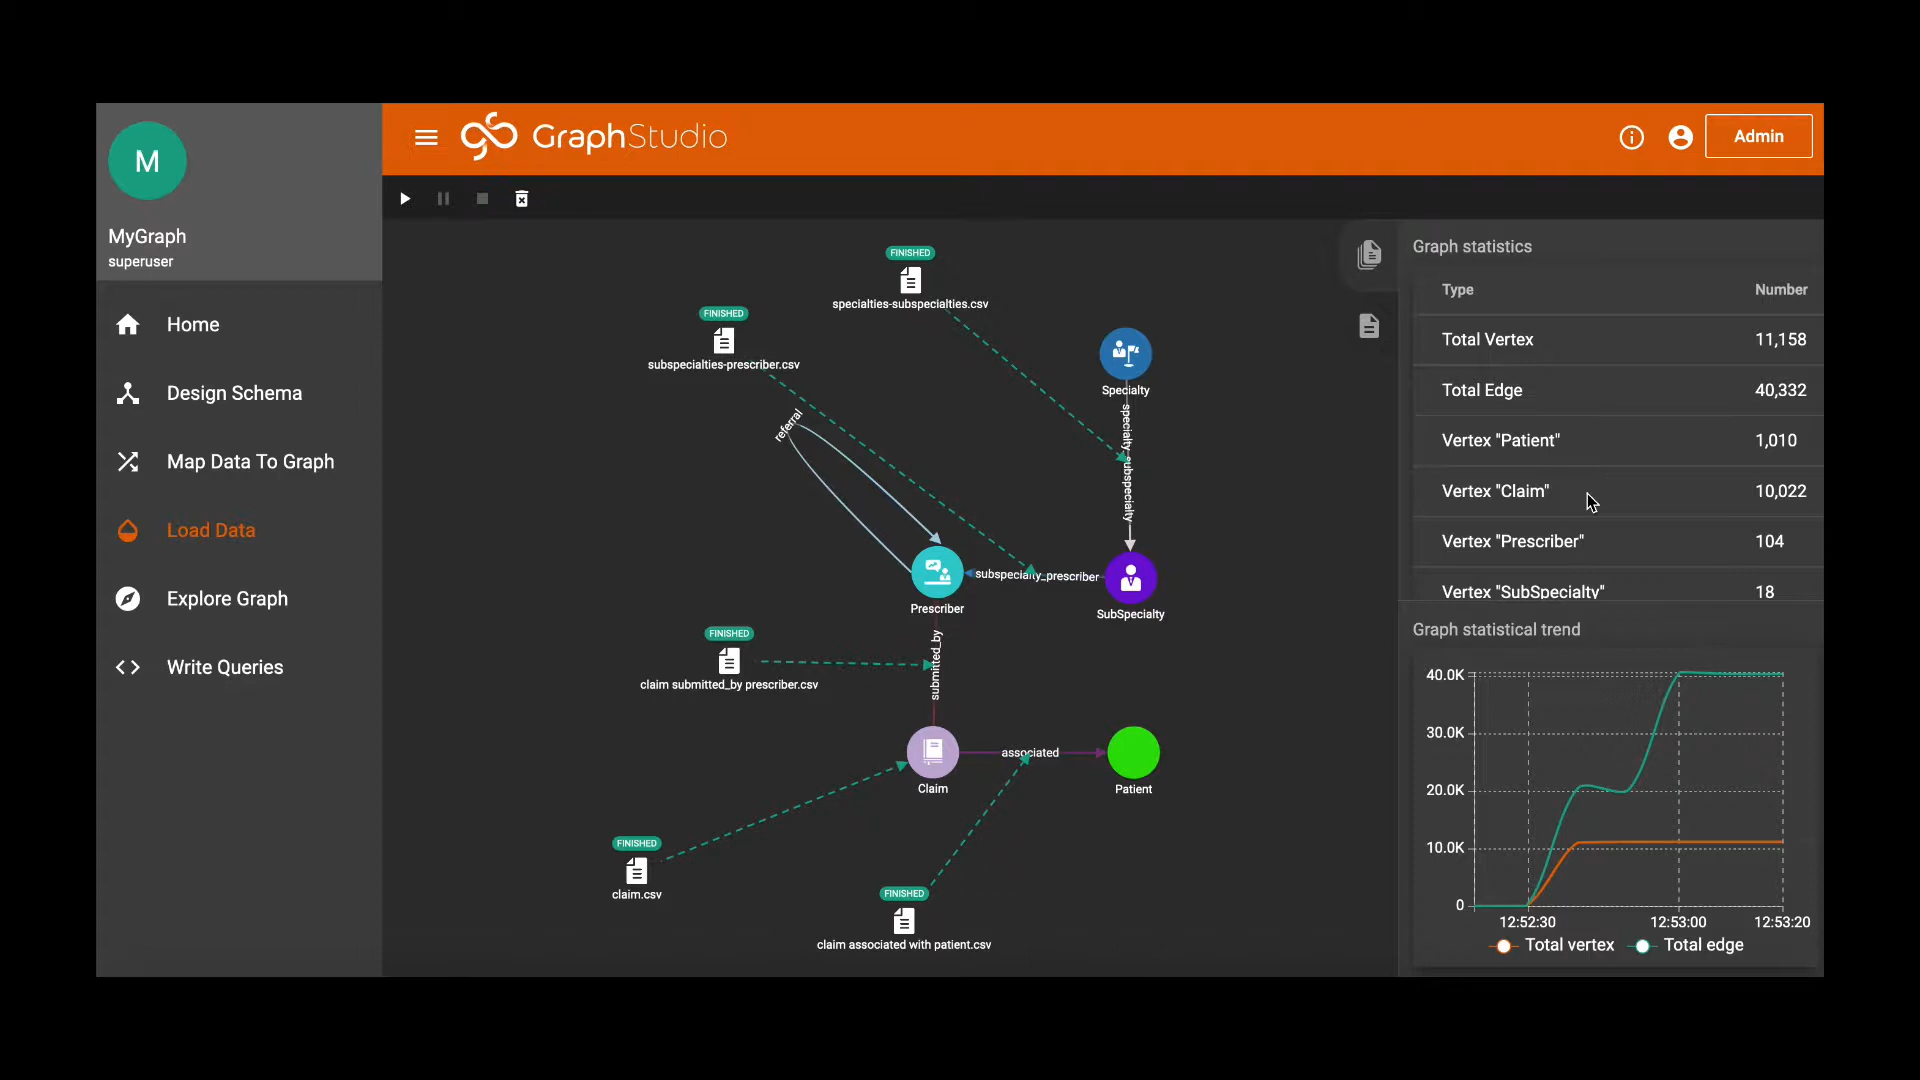 M
MyGraph
superuser
Home
Design Schema
Map Data To Graph
Load Data
Explore Graph
Write Queries
GraphStudio
Admin
FINISHED
specialties-subspecialties.csv
FINISHED
subspecialties-prescriber.csv
referral
Specialty
specialty_subspecialty
subspecialty_prescriber
Prescriber
SubSpecialty
submitted_by
FINISHED
claim submitted_by prescriber.csv
associated
Claim
Patient
FINISHED
claim.csv
FINISHED
claim associated with patient.csv
Graph statistics
Type Number
Total Vertex 11,158
Total Edge 40,332
Vertex "Patient" 1,010
Vertex "Claim" 10,022
Vertex "Prescriber" 104
Vertex "SubSpecialty" 18
Graph statistical trend
40.0K
30.0K
20.0K
10.0K
0
12:52:30 12:53:00 12:53:20
Total vertex Total edge